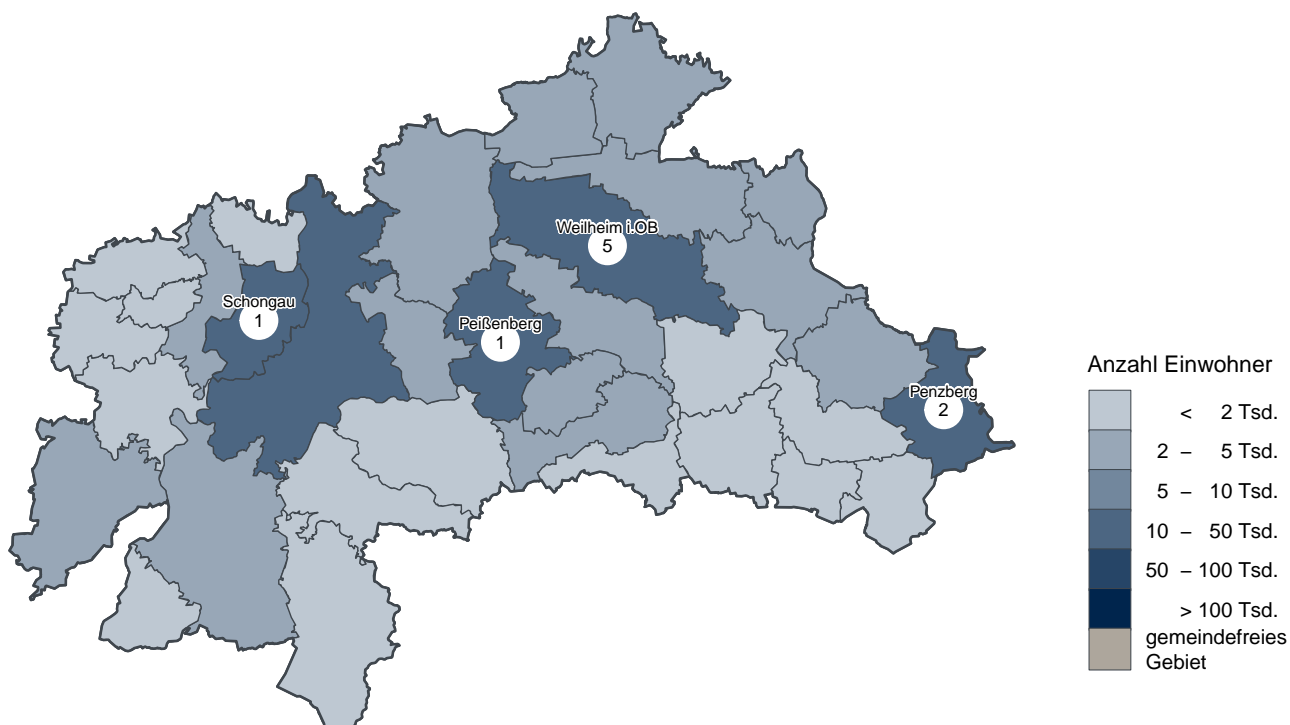 Weilheim i.OB
5
Schongau
1
Peißenberg
1
Penzberg
2
Anzahl Einwohner
< 2 Tsd.
2 – 5 Tsd.
5 – 10 Tsd.
10 – 50 Tsd.
50 – 100 Tsd.
> 100 Tsd.
gemeindefreies
Gebiet